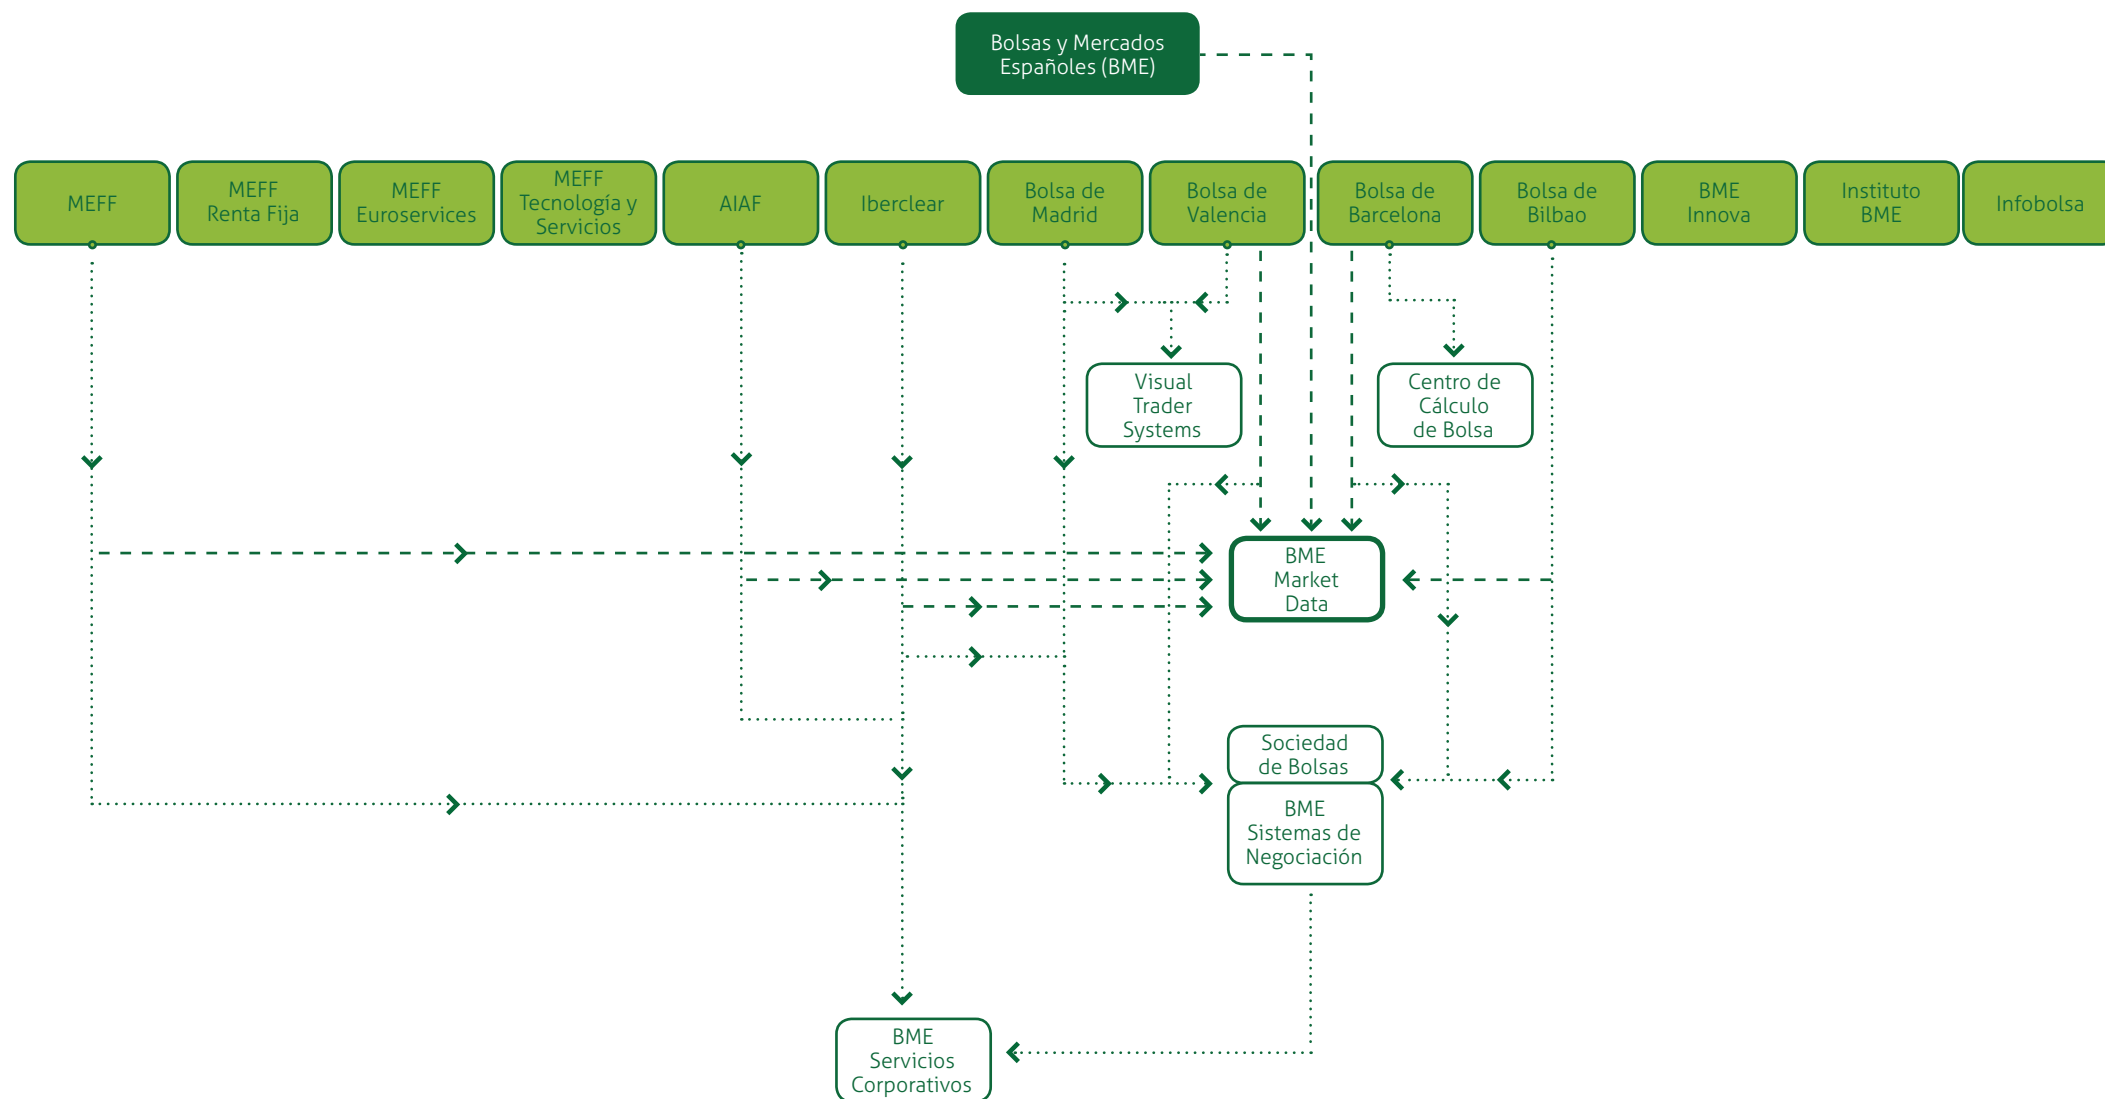 Bolsas y Mercados
Españoles (BME)
MEFF
MEFF
Renta Fija
MEFF
Euroservices
MEFF
Tecnología y
Servicios
AIAF
Iberclear
Bolsa de
Madrid
Bolsa de
Valencia
Bolsa de
Barcelona
Bolsa de
Bilbao
BME
Innova
Instituto
BME
Infobolsa
Visual
Trader
Systems
Centro de
Cálculo
de Bolsa
BME
Market
Data
Sociedad
de Bolsas
BME
Sistemas de
Negociación
BME
Servicios
Corporativos